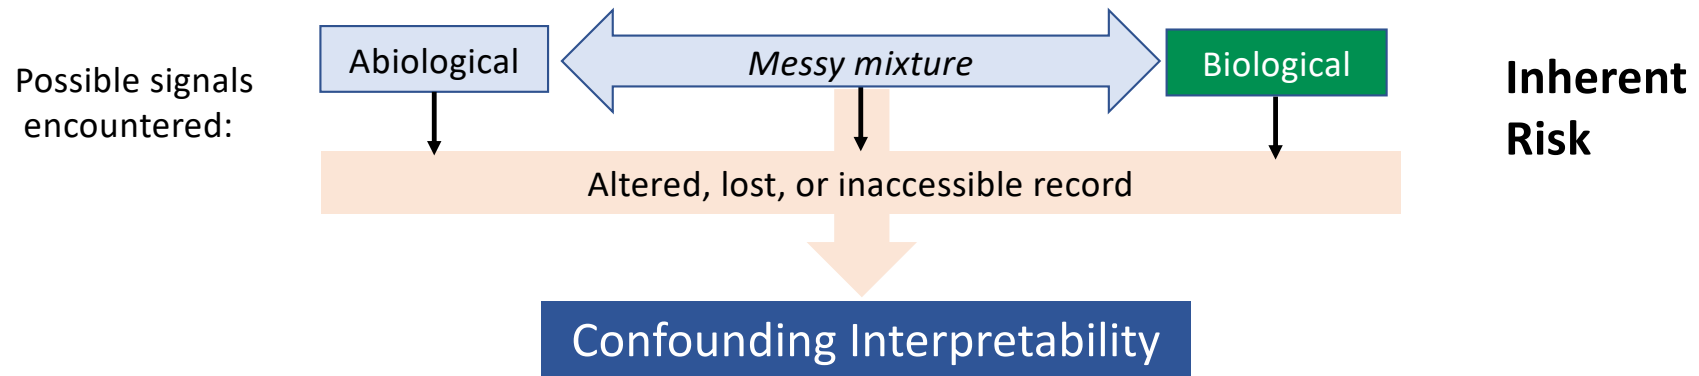 Possible signals
encountered:
Abiological
Messy mixture
Biological
Inherent
Risk
Altered, lost, or inaccessible record
Confounding Interpretability